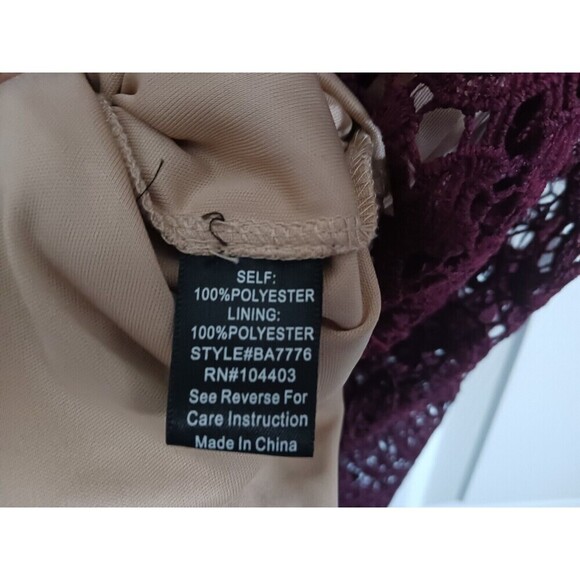 SELF:
100%POLYESTER
LINING:
100%POLYESTER
STYLE#BA7776
RN#104403
See Reverse For
Care Instruction
Made In China